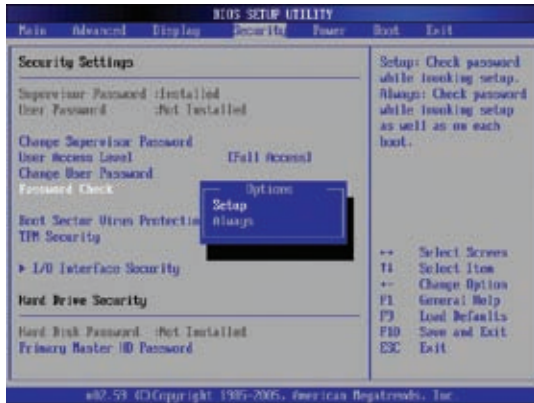 BIOS SETUP UTILITY
Main Advanced Display Security Power Boot Exit
Security Settings
Supervisor Password :Installed
User Password :Not Installed
Change Supervisor Password
User Access Level [Full Access]
Change User Password
Password Check
Boot Sector Virus Protectio
TPM Security
I/O Interface Security
Hard Drive Security
Hard Disk Password :Not Installed
Primary Master HD Password
Options
Setup
Always
Setup: Check password
while invoking setup.
Always: Check password
while invoking setup
as well as on each
boot.
↔ Select Screen
↑↓ Select Item
+- Change Option
F1 General Help
F9 Load Defaults
F10 Save and Exit
ESC Exit
v02.59 (C)Copyright 1985-2005, American Megatrends, Inc